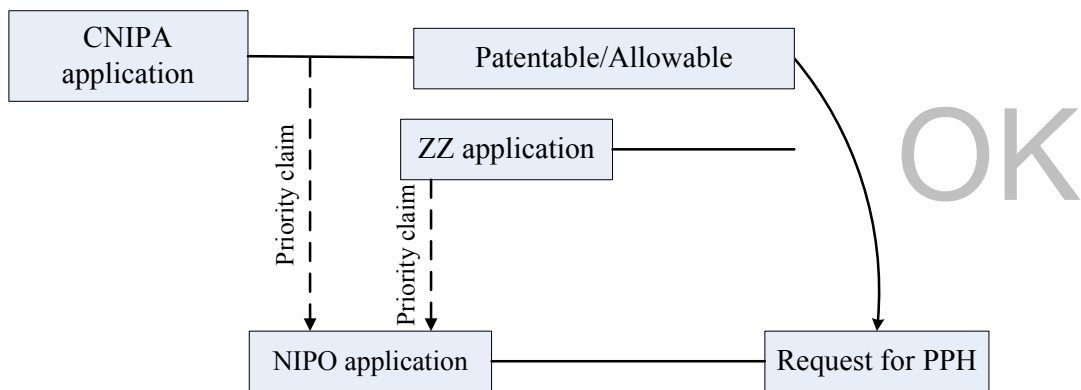 CNIPA
application
Patentable/Allowable
OK
ZZ application
Priority claim
Priority claim
NIPO application
Request for PPH